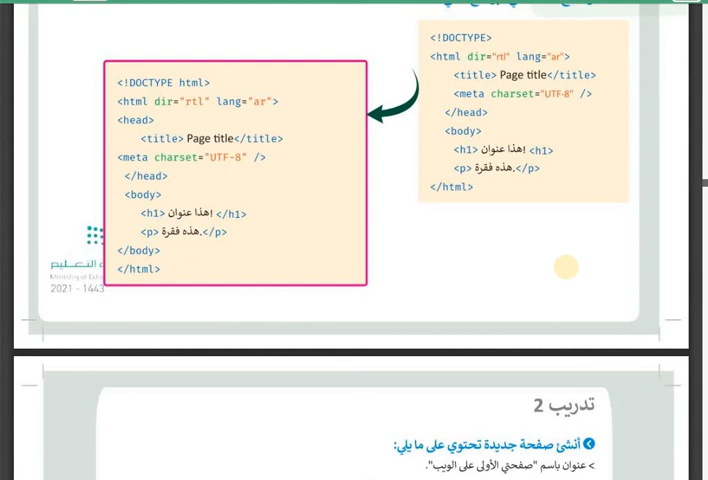 <!DOCTYPE>
<html dir="rtl" lang="ar">
<title> Page title</title>
<meta charset="UTF-8" />
</head>
<body>
<h1> هذا عنوان! <h1>
<p> هذه فقرة.</p>
</html>
<!DOCTYPE html>
<html dir="rtl" lang="ar">
<head>
<title> Page title</title>
<meta charset="UTF-8" />
</head>
<body>
<h1> هذا عنوان! </h1>
<p> هذه فقرة.</p>
</body>
</html>
Ministry of
2021 - 1443
تدريب 2
أنشئ صفحة جديدة تحتوي على ما يلي:
> عنوان باسم "صفحتي الأولى على الويب".